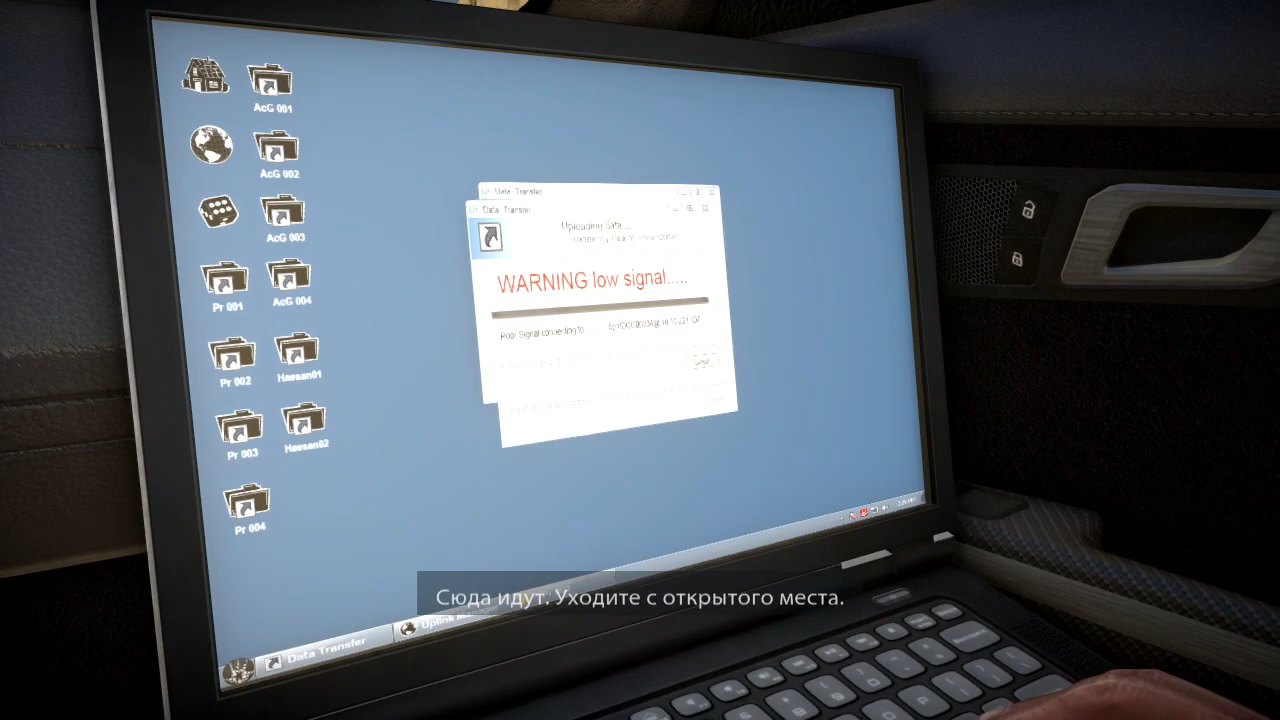 AcG 001
AcG 002
AcG 003
Pr 001
AcG 004
Pr 002
Hassan01
Pr 003
Hassan02
Pr 004
Data Transfer
Data Transfer
Uploading data....
WARNING low signal.....
Poor Signal connecting to
Сюда идут. Уходите с открытого места.
Data Transfer
Uplink